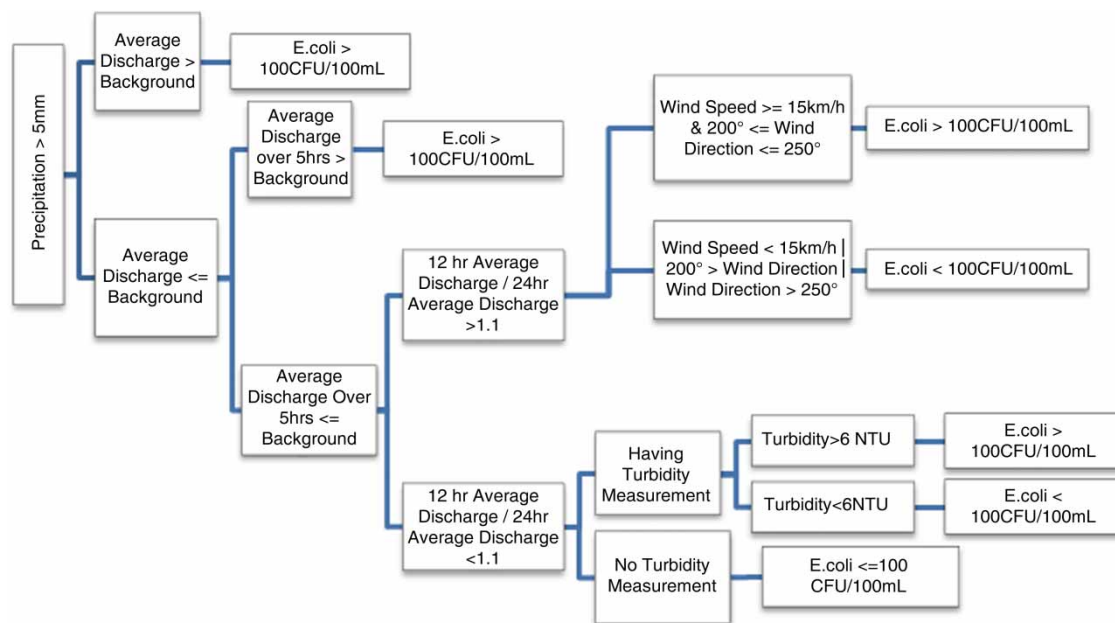 Precipitation > 5mm
Average
Discharge >
Background
E.coli >
100CFU/100mL
Average
Discharge
over 5hrs >
Background
E.coli >
100CFU/100mL
Average
Discharge <=
Background
Average
Discharge Over
5hrs <=
Background
12 hr Average
Discharge / 24hr
Average Discharge
>1.1
Wind Speed >= 15km/h
& 200° <= Wind
Direction <= 250°
E.coli > 100CFU/100mL
Wind Speed < 15km/h |
200° > Wind Direction |
Wind Direction > 250°
E.coli < 100CFU/100mL
12 hr Average
Discharge / 24hr
Average Discharge
<1.1
Having
Turbidity
Measurement
Turbidity>6 NTU
E.coli >
100CFU/100mL
Turbidity<6NTU
E.coli <
100CFU/100mL
No Turbidity
Measurement
E.coli <=100
CFU/100mL